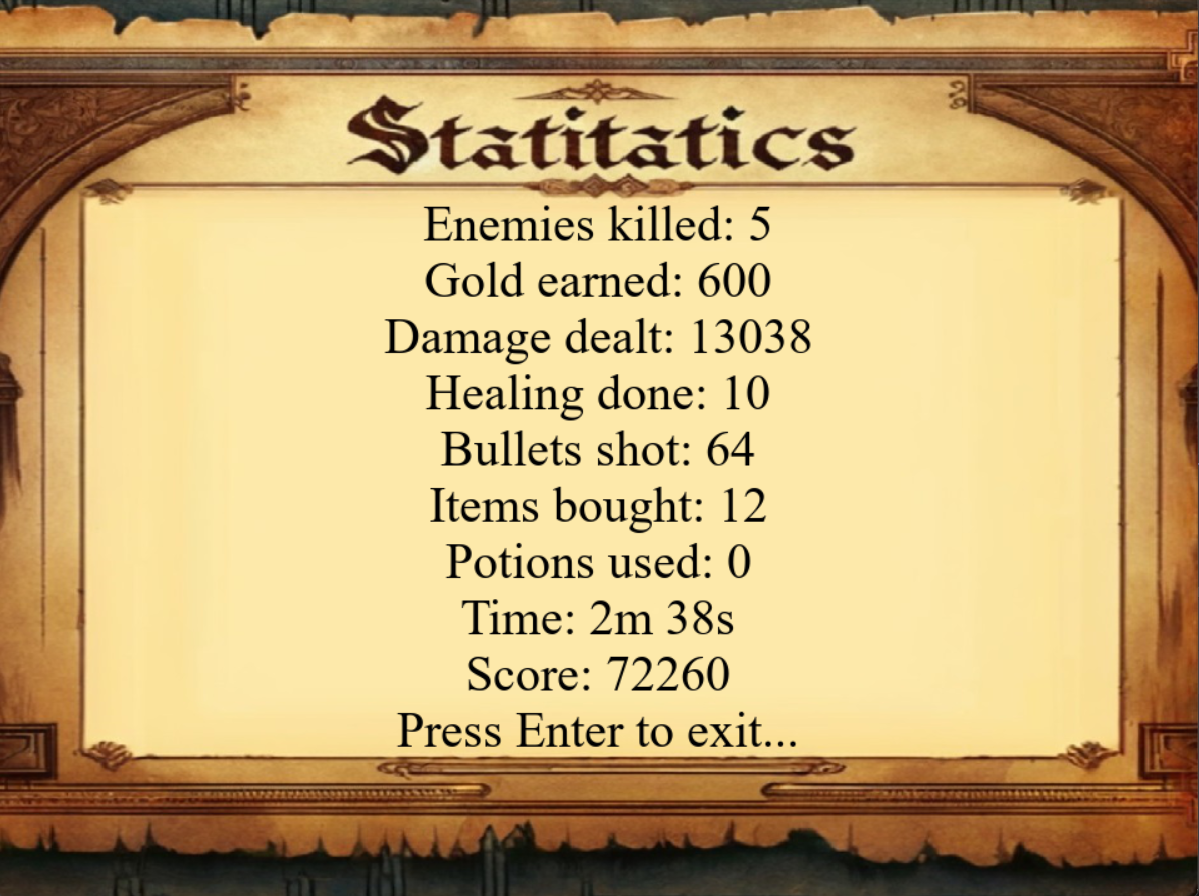 Statitatics
Enemies killed: 5
Gold earned: 600
Damage dealt: 13038
Healing done: 10
Bullets shot: 64
Items bought: 12
Potions used: 0
Time: 2m 38s
Score: 72260
Press Enter to exit...